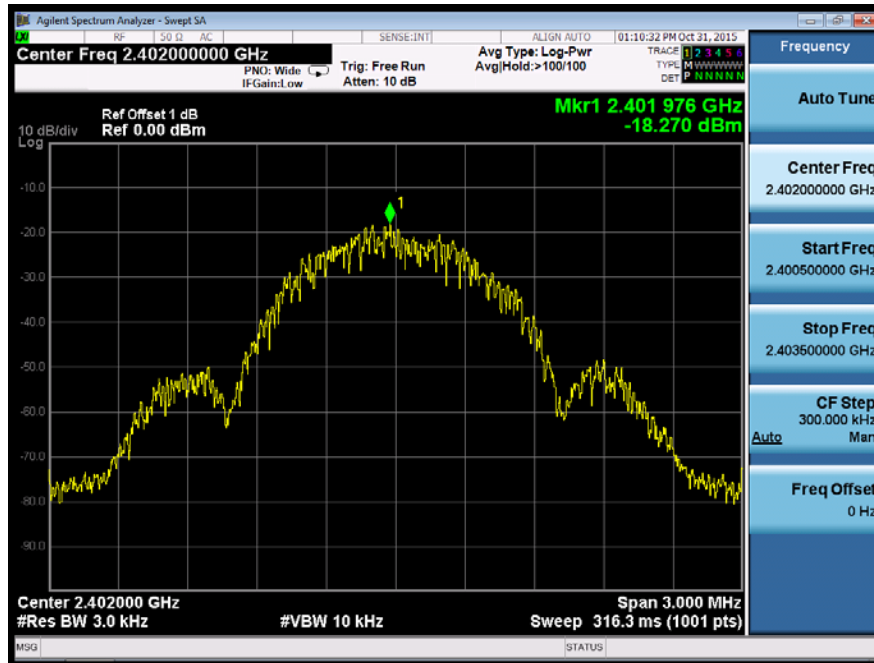 Agilent Spectrum Analyzer - Swept SA
LXI RF 50 Ω AC SENSE:INT ALIGN AUTO 01:10:32 PM Oct 31, 2015
Center Freq 2.402000000 GHz
PNO: Wide
IFGain:Low
Trig: Free Run
Atten: 10 dB
Avg Type: Log-Pwr
Avg|Hold:>100/100
TRACE 1 2 3 4 5 6
TYPE M WWWWW
DET P N N N N N
Frequency
Auto Tune
Center Freq
2.402000000 GHz
Start Freq
2.400500000 GHz
Stop Freq
2.403500000 GHz
CF Step
300.000 kHz
Auto Man
Freq Offset
0 Hz
Ref Offset 1 dB
10 dB/div Ref 0.00 dBm
Log
Mkr1 2.401 976 GHz
-18.270 dBm
1
-10.0
-20.0
-30.0
-40.0
-50.0
-60.0
-70.0
-80.0
-90.0
Center 2.402000 GHz Span 3.000 MHz
#Res BW 3.0 kHz #VBW 10 kHz Sweep 316.3 ms (1001 pts)
MSG STATUS